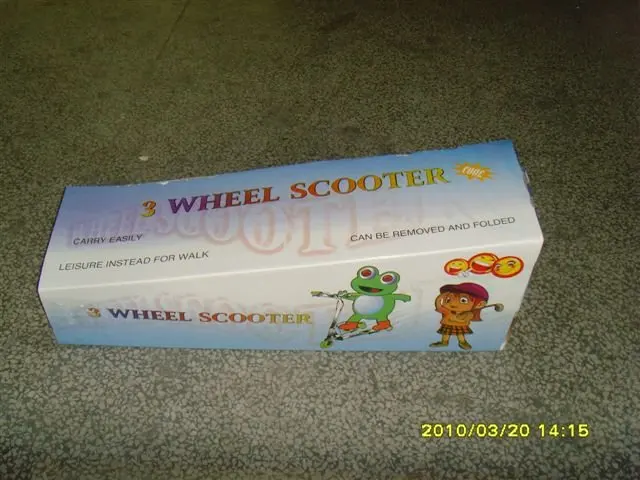 3 WHEEL SCOOTER
CARRY EASILY
CAN BE REMOVED AND FOLDED
LEISURE INSTEAD FOR WALK
3 WHEEL SCOOTER
2010/03/20 14:15